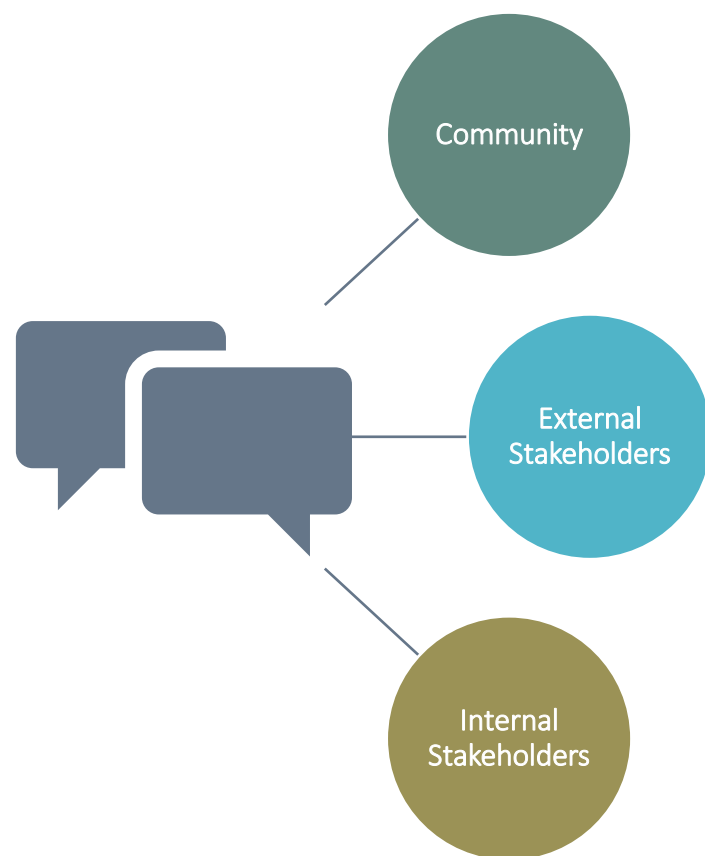 Community
External
Stakeholders
Internal
Stakeholders